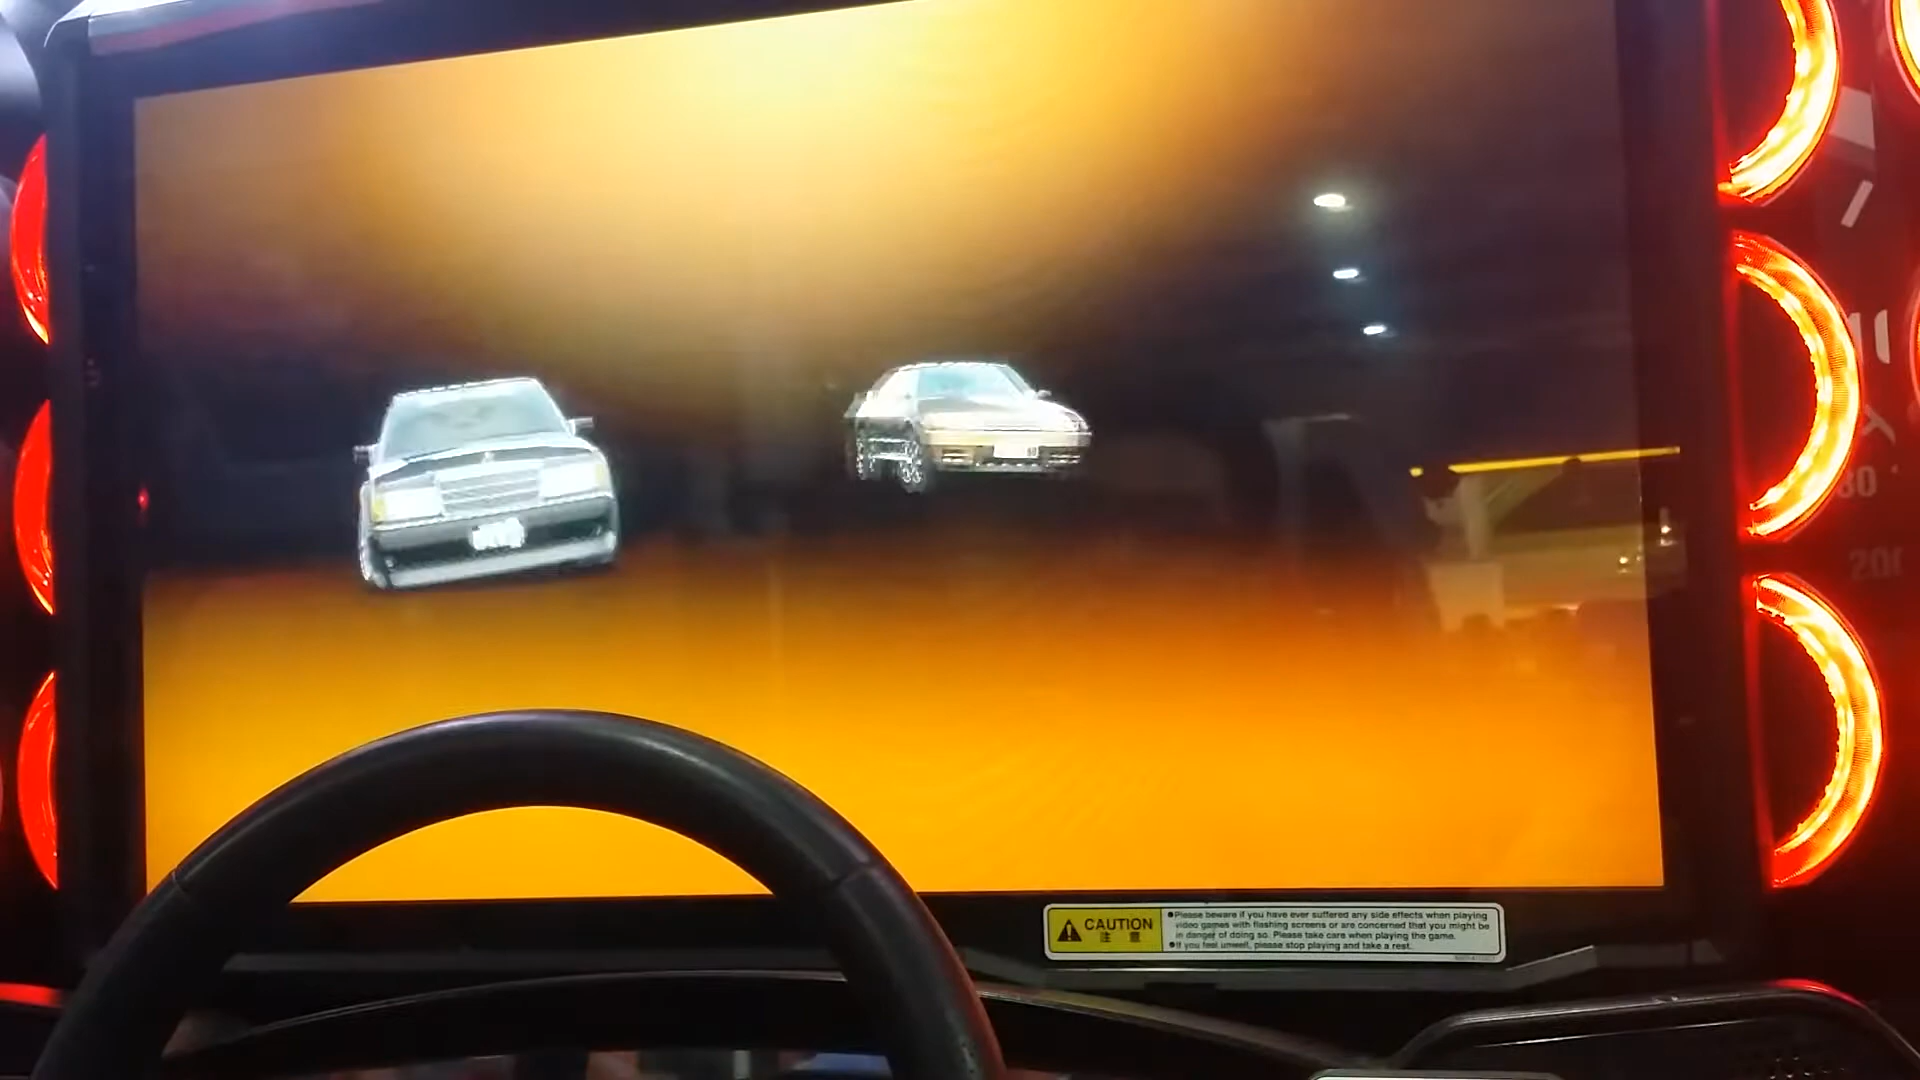 80
200
CAUTION
注 意
●Please beware if you have ever suffered any side effects when playing
video games with flashing screens or are concerned that you might be
in danger of doing so. Please take care when playing the game.
●If you feel unwell, please stop playing and take a rest.